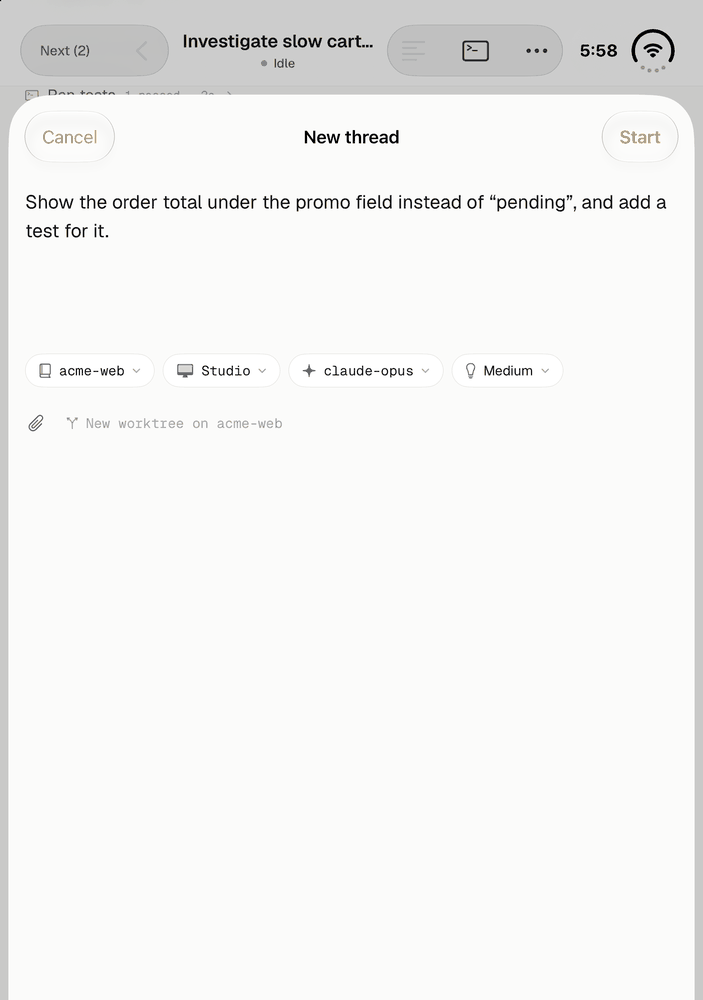 Next (2)
Investigate slow cart…
Idle
5:58
Cancel
New thread
Start
Show the order total under the promo field instead of “pending”, and add a
test for it.
acme-web
Studio
claude-opus
Medium
New worktree on acme-web